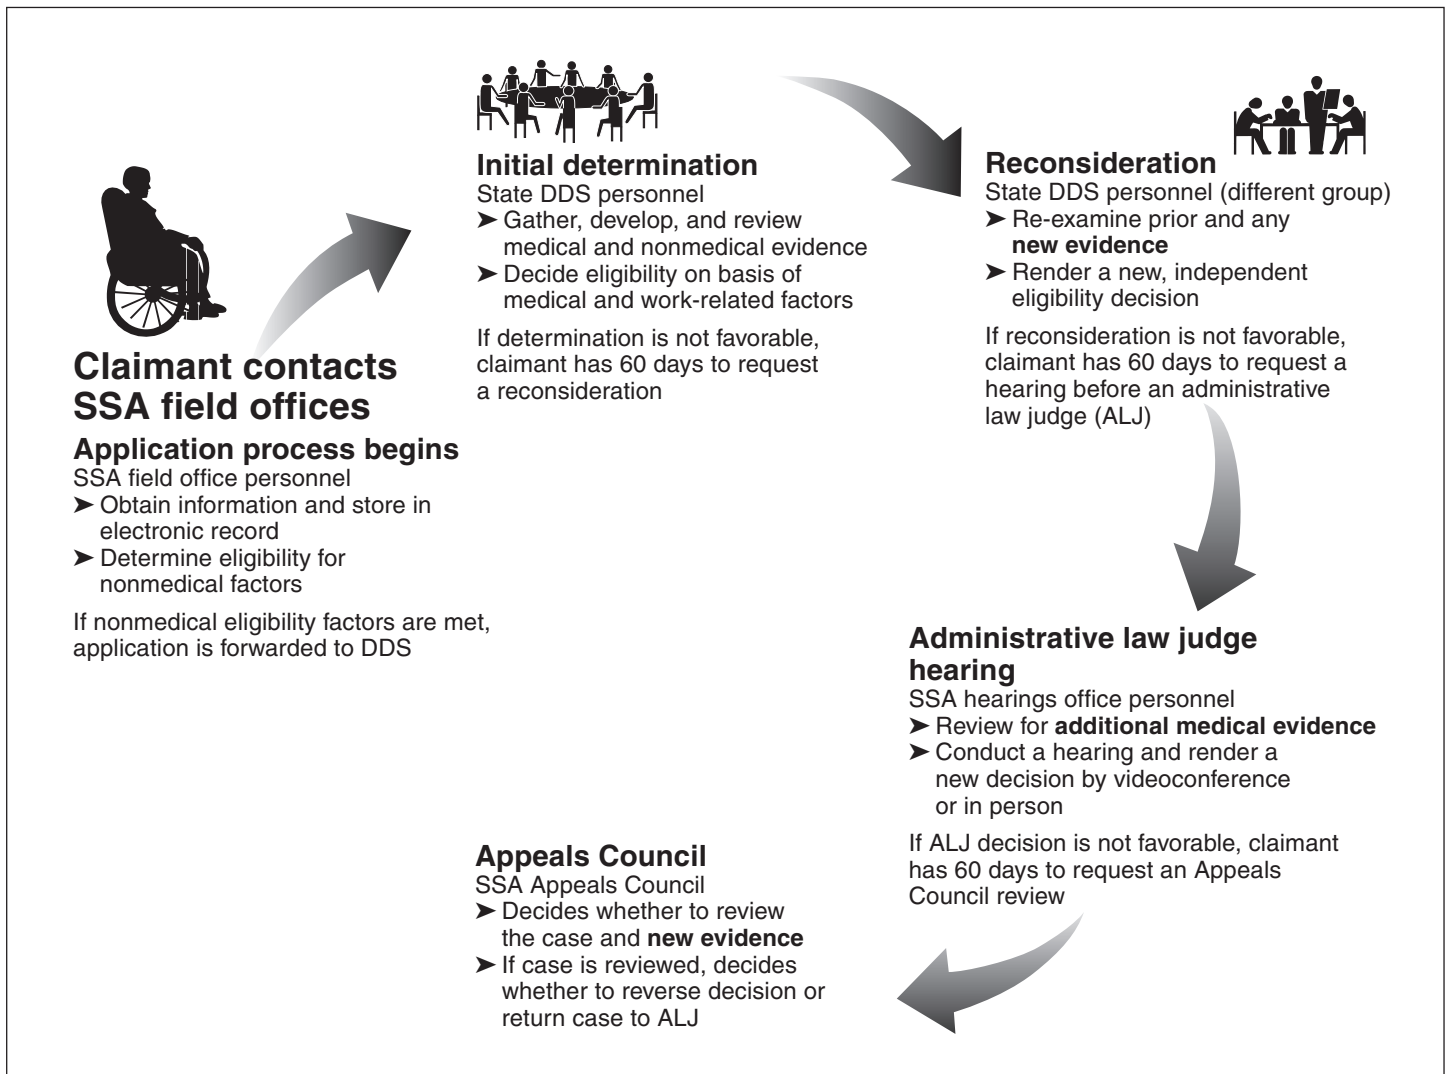 Claimant contacts
SSA field offices
Application process begins
SSA field office personnel
➤ Obtain information and store in
electronic record
➤ Determine eligibility for
nonmedical factors
If nonmedical eligibility factors are met,
application is forwarded to DDS
Initial determination
State DDS personnel
➤ Gather, develop, and review
medical and nonmedical evidence
➤ Decide eligibility on basis of
medical and work-related factors
If determination is not favorable,
claimant has 60 days to request
a reconsideration
Reconsideration
State DDS personnel (different group)
➤ Re-examine prior and any
new evidence
➤ Render a new, independent
eligibility decision
If reconsideration is not favorable,
claimant has 60 days to request a
hearing before an administrative
law judge (ALJ)
Administrative law judge
hearing
SSA hearings office personnel
➤ Review for additional medical evidence
➤ Conduct a hearing and render a
new decision by videoconference
or in person
If ALJ decision is not favorable, claimant
has 60 days to request an Appeals
Council review
Appeals Council
SSA Appeals Council
➤ Decides whether to review
the case and new evidence
➤ If case is reviewed, decides
whether to reverse decision or
return case to ALJ